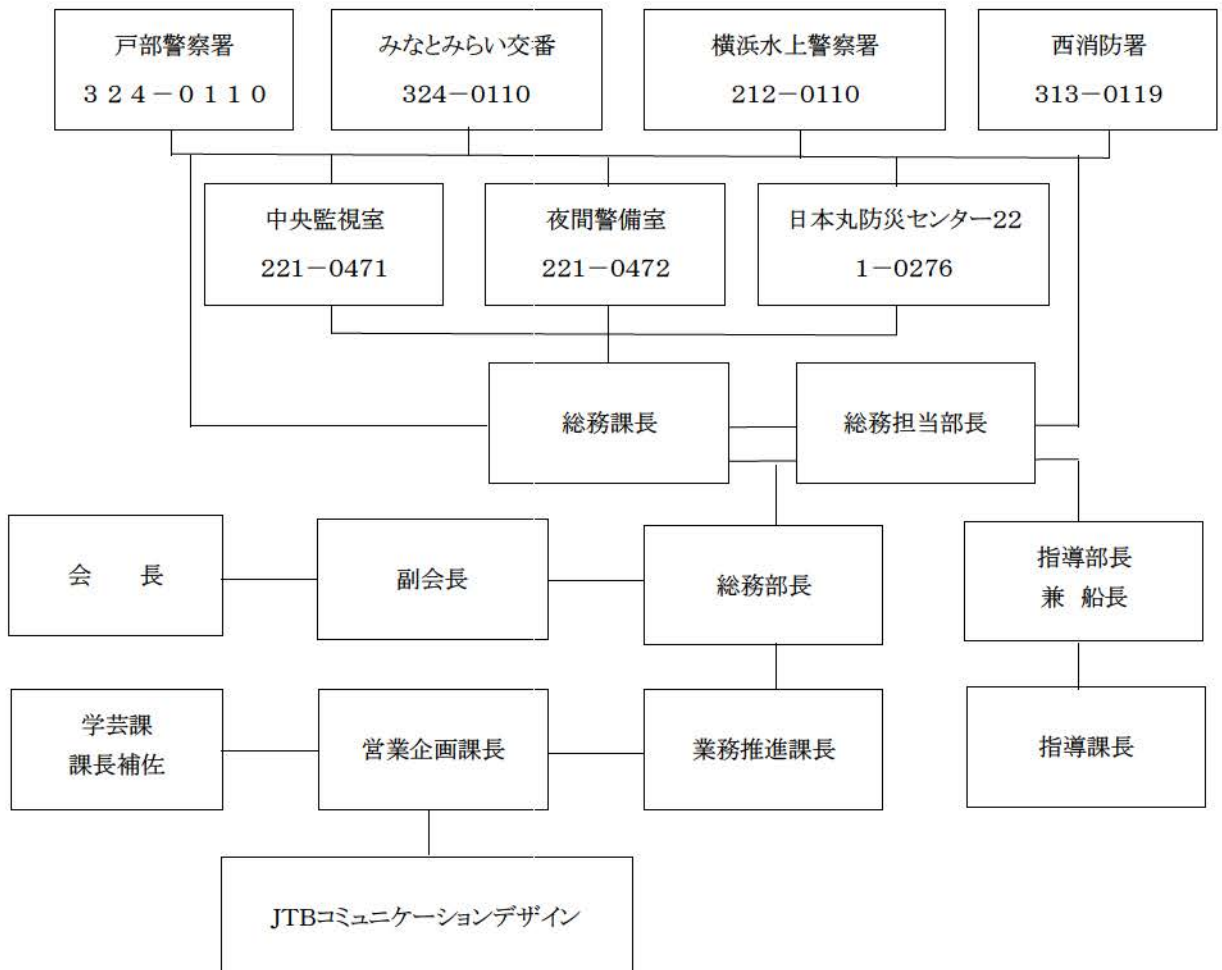 戸部警察署
３２４－０１１０
みなとみらい交番
324－0110
横浜水上警察署
212－0110
西消防署
313－0119
中央監視室
221－0471
夜間警備室
221－0472
日本丸防災センター22
1－0276
総務課長
総務担当部長
会　　長
副会長
総務部長
指導部長
兼 船長
学芸課
課長補佐
営業企画課長
業務推進課長
指導課長
JTBコミュニケーションデザイン